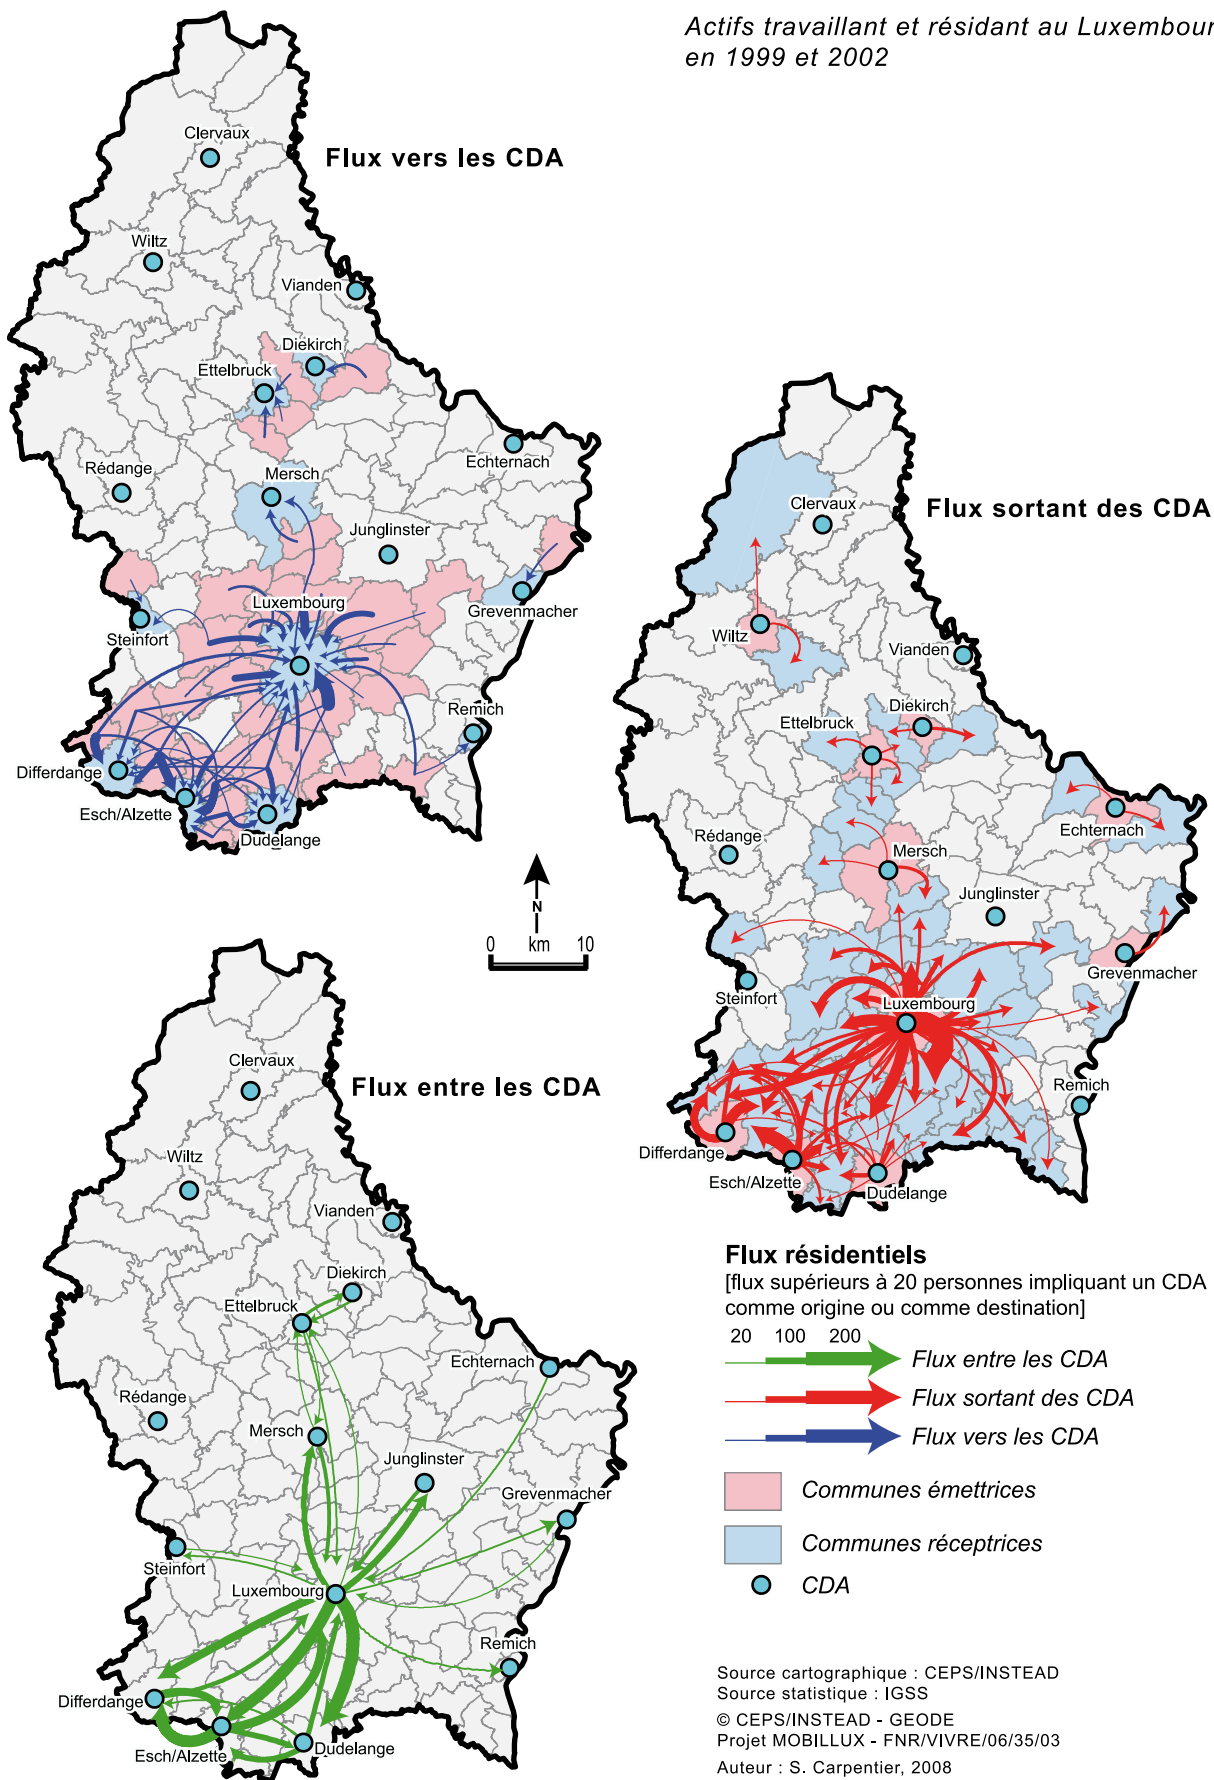 Actifs travaillant et résidant au Luxembour
en 1999 et 2002
Flux vers les CDA
Clervaux
Wiltz
Vianden
Diekirch
Ettelbruck
Echternach
Rédange
Mersch
Junglinster
Luxembourg
Grevenmacher
Steinfort
Remich
Differdange
Esch/Alzette
Dudelange
N
0 km 10
Flux sortant des CDA
Clervaux
Wiltz
Vianden
Diekirch
Ettelbruck
Echternach
Rédange
Mersch
Junglinster
Grevenmacher
Steinfort
Luxembourg
Remich
Differdange
Esch/Alzette
Dudelange
Flux entre les CDA
Clervaux
Wiltz
Vianden
Diekirch
Ettelbruck
Echternach
Rédange
Mersch
Junglinster
Grevenmacher
Steinfort
Luxembourg
Remich
Differdange
Esch/Alzette
Dudelange
Flux résidentiels
[flux supérieurs à 20 personnes impliquant un CDA
comme origine ou comme destination]
20 100 200
Flux entre les CDA
Flux sortant des CDA
Flux vers les CDA
Communes émettrices
Communes réceptrices
CDA
Source cartographique : CEPS/INSTEAD
Source statistique : IGSS
© CEPS/INSTEAD - GEODE
Projet MOBILLUX - FNR/VIVRE/06/35/03
Auteur : S. Carpentier, 2008